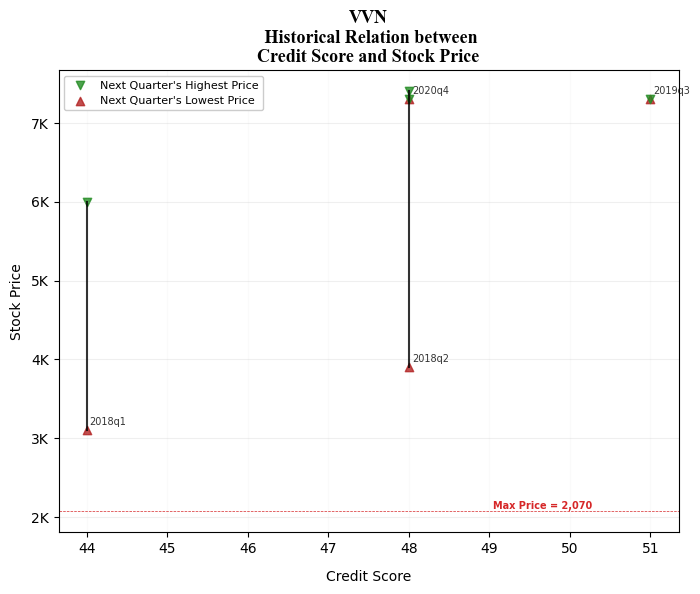 VVN
Historical Relation between
Credit Score and Stock Price
Next Quarter's Highest Price
Next Quarter's Lowest Price
2020q4
2019q3
7K
6K
5K
Stock Price
4K
2018q2
2018q1
3K
Max Price = 2,070
2K
44 45 46 47 48 49 50 51
Credit Score